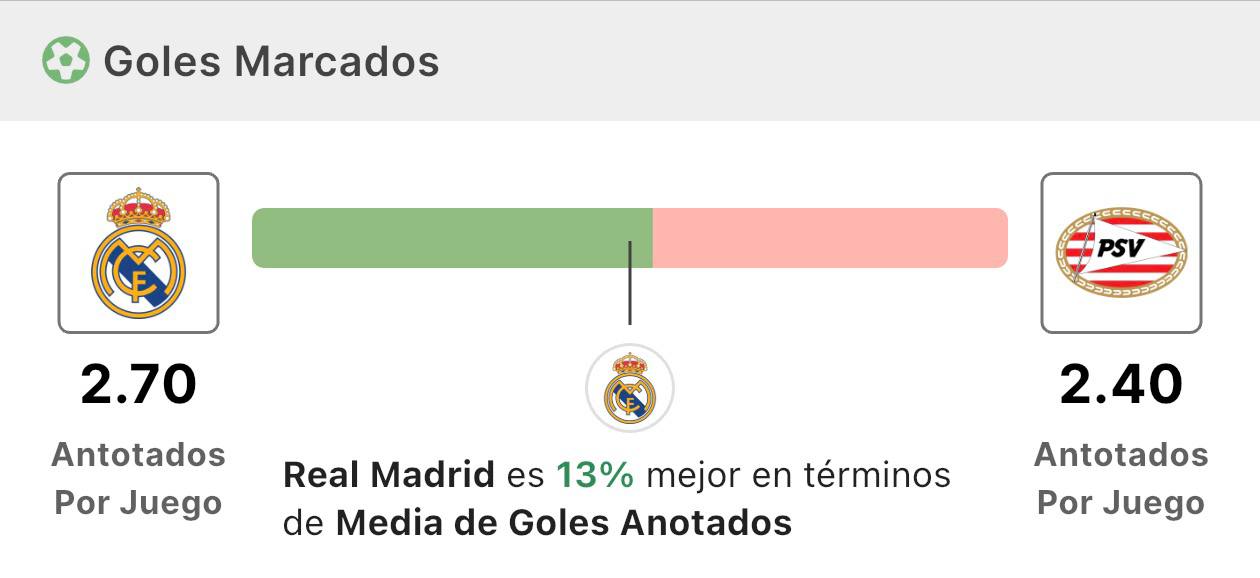 Goles Marcados
PSV
2.70
2.40
Antotados
Por Juego
Real Madrid es 13% mejor en términos
de Media de Goles Anotados
Antotados
Por Juego